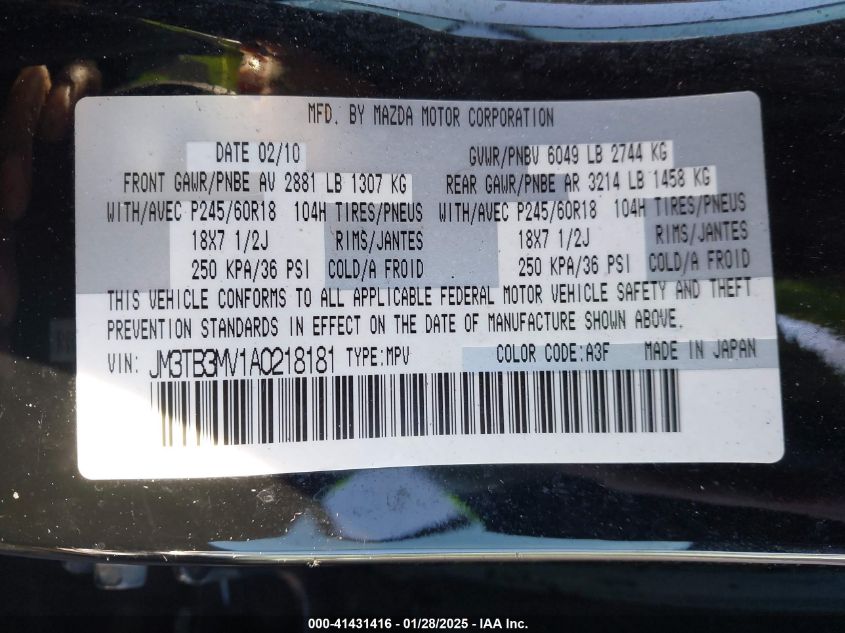 MFD. BY MAZDA MOTOR CORPORATION
DATE 02/10 GVWR/PNBV 6049 LB 2744 KG
FRONT GAWR/PNBE AV 2881 LB 1307 KG REAR GAWR/PNBE AR 3214 LB 1458 KG
WITH/AVEC P245/60R18 104H TIRES/PNEUS WITH/AVEC P245/60R18 104H TIRES/PNEUS
18X7 1/2J RIMS/JANTES 18X7 1/2J RIMS/JANTES
250 KPA/36 PSI COLD/A FROID 250 KPA/36 PSI COLD/A FROID
THIS VEHICLE CONFORMS TO ALL APPLICABLE FEDERAL MOTOR VEHICLE SAFETY AND THEFT
PREVENTION STANDARDS IN EFFECT ON THE DATE OF MANUFACTURE SHOWN ABOVE.
VIN: JM3TB3MV1A0218181 TYPE:MPV COLOR CODE:A3F MADE IN JAPAN
000-41431416 | 01/28/2025 - IAA Inc.